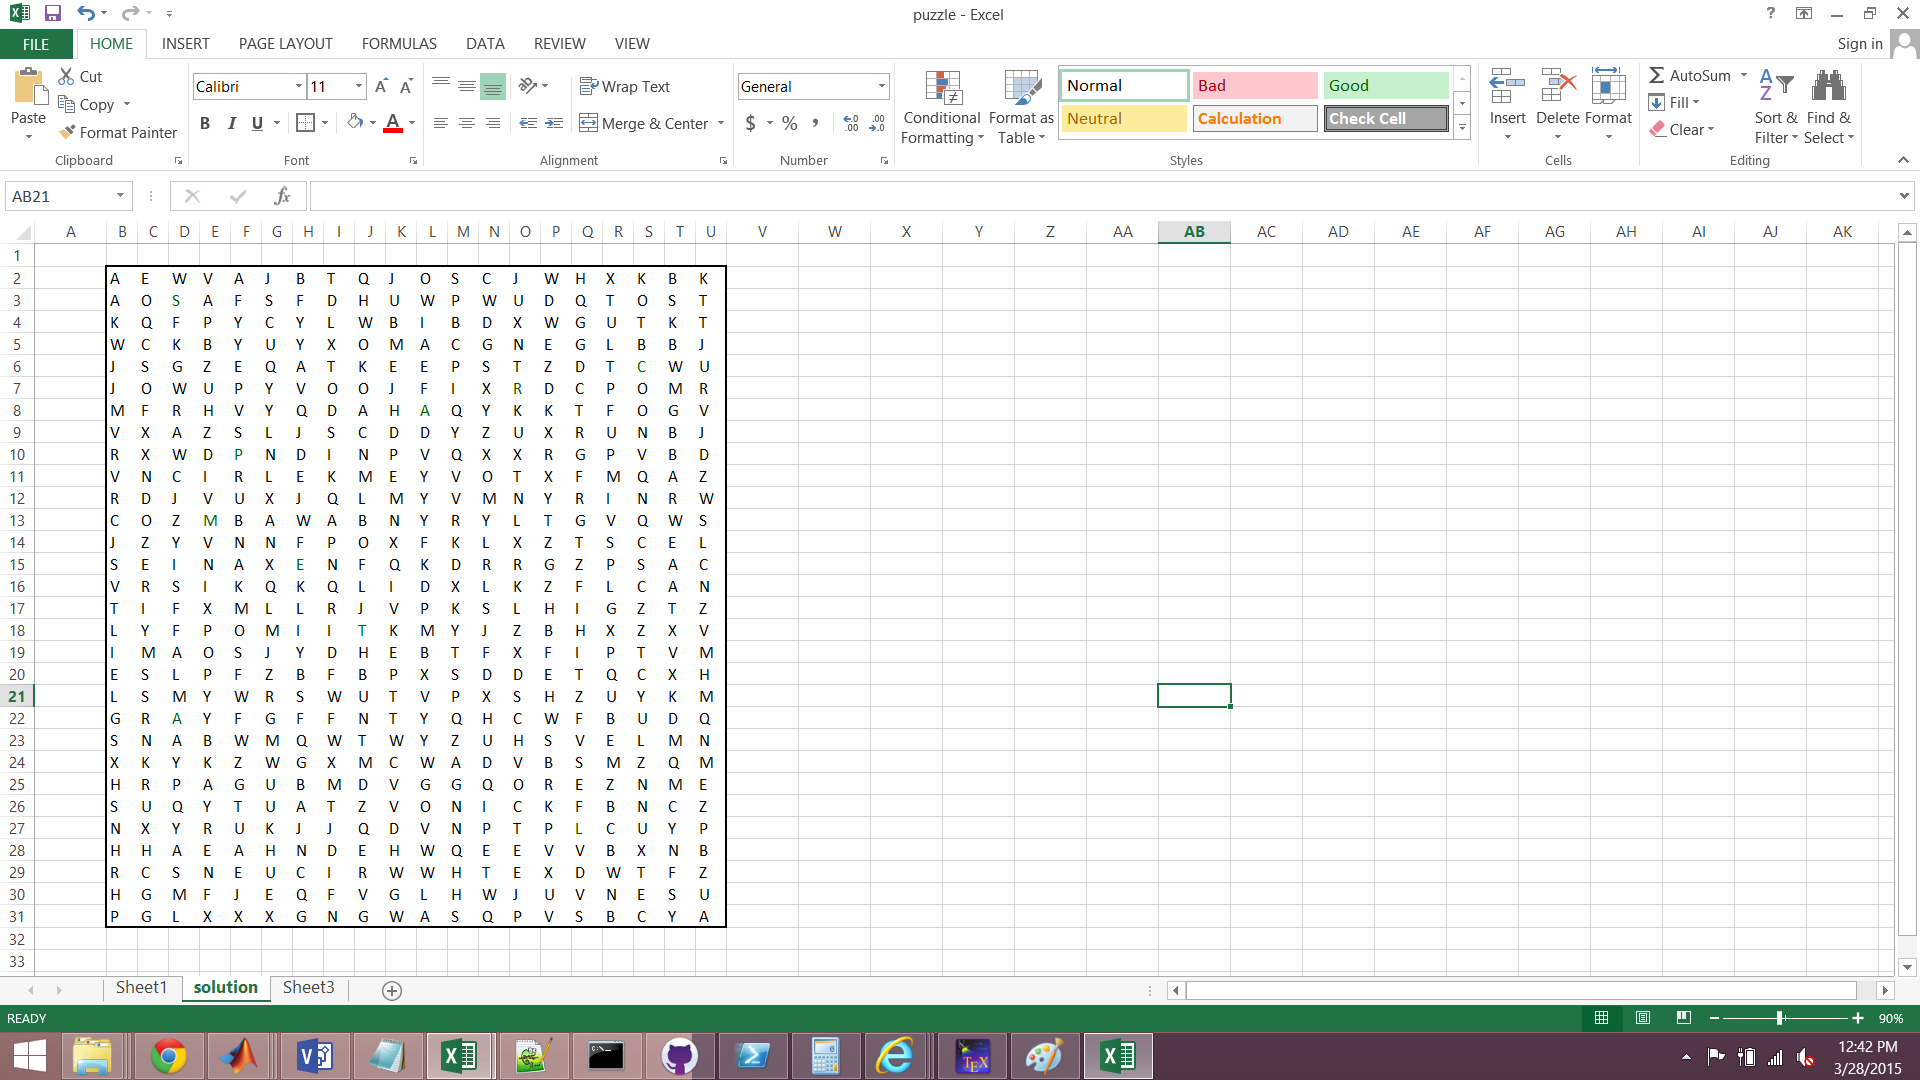 puzzle - Excel
FILE HOME INSERT PAGE LAYOUT FORMULAS DATA REVIEW VIEW Sign in
Paste Cut Copy Format Painter Clipboard
Calibri 11 A A B I U A Font
Wrap Text Merge & Center Alignment
General $ % , .00 Number
Conditional Formatting Format as Table Normal Bad Good Neutral Calculation Check Cell Styles
Insert Delete Format Cells
AutoSum Fill Clear Sort & Filter Find & Select Editing
AB21 fx
A B C D E F G H I J K L M N O P Q R S T U V W X Y Z AA AB AC AD AE AF AG AH AI AJ AK
1
2 A E W V A J B T Q J O S C J W H X K B K
3 A O S A F S F D H U W P W U D Q T O S T
4 K Q F P Y C Y L W B I B D X W G U T K T
5 W C K B Y U Y X O M A C G N E G L B B J
6 J S G Z E Q A T K E E P S T Z D T C W U
7 J O W U P Y V O O J F I X R D C P O M R
8 M F R H V Y Q D A H A Q Y K K T F O G V
9 V X A Z S L J S C D D Y Z U X R U N B J
10 R X W D P N D I N P V Q X X R G P V B D
11 V N C I R L E K M E Y V O T X F M Q A Z
12 R D J V U X J Q L M Y V M N Y R I N R W
13 C O Z M B A W A B N Y R Y L T G V Q W S
14 J Z Y V N N F P O X F K L X Z T S C E L
15 S E I N A X E N F Q K D R R G Z P S A C
16 V R S I K Q K Q L I D X L K Z F L C A N
17 T I F X M L L R J V P K S L H I G Z T Z
18 L Y F P O M I I T K M Y J Z B H X Z X V
19 I M A O S J Y D H E B T F X F I P T V M
20 E S L P F Z B F B P X S D D E T Q C X H
21 L S M Y W R S W U T V P X S H Z U Y K M
22 G R A Y F G F F N T Y Q H C W F B U D Q
23 S N A B W M Q W T W Y Z U H S V E L M N
24 X K Y K Z W G X M C W A D V B S M Z Q M
25 H R P A G U B M D V G G Q O R E Z N M E
26 S U Q Y T U A T Z V O N I C K F B N C Z
27 N X Y R U K J J Q D V N P T P L C U Y P
28 H H A E A H N D E H W Q E E V V B X N B
29 R C S N E U C I R W W H T E X D W T F Z
30 H G M F J E Q F V G L H W J U V N E S U
31 P G L X X X G N G W A S Q P V S B C Y A
32
33
Sheet1 solution Sheet3
READY 90%
12:42 PM
3/28/2015